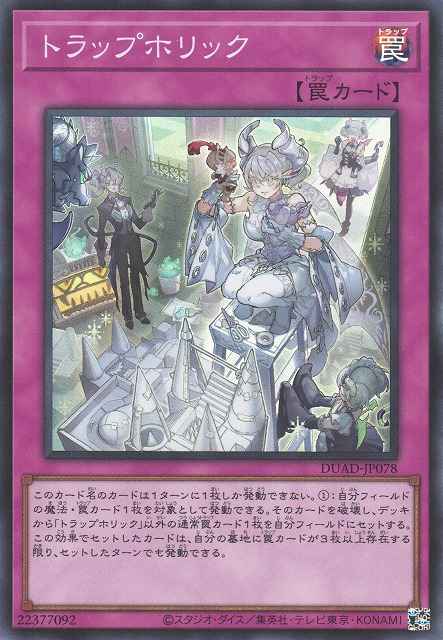 トラップホリック
トラップ
罠
トラップ
【罠カード】
DUAD-JP078
このカード名のカードは1ターンに1枚しか発動できない。①:自分フィールド
の魔法・罠カード1枚を対象として発動できる。そのカードを破壊し、デッキ
から「トラップホリック」以外の通常罠カード1枚を自分フィールドにセットする。
この効果でセットしたカードは、自分の墓地に罠カードが3枚以上存在する
限り、セットしたターンでも発動できる。
22377092
©スタジオ・ダイス/集英社・テレビ東京・KONAMI